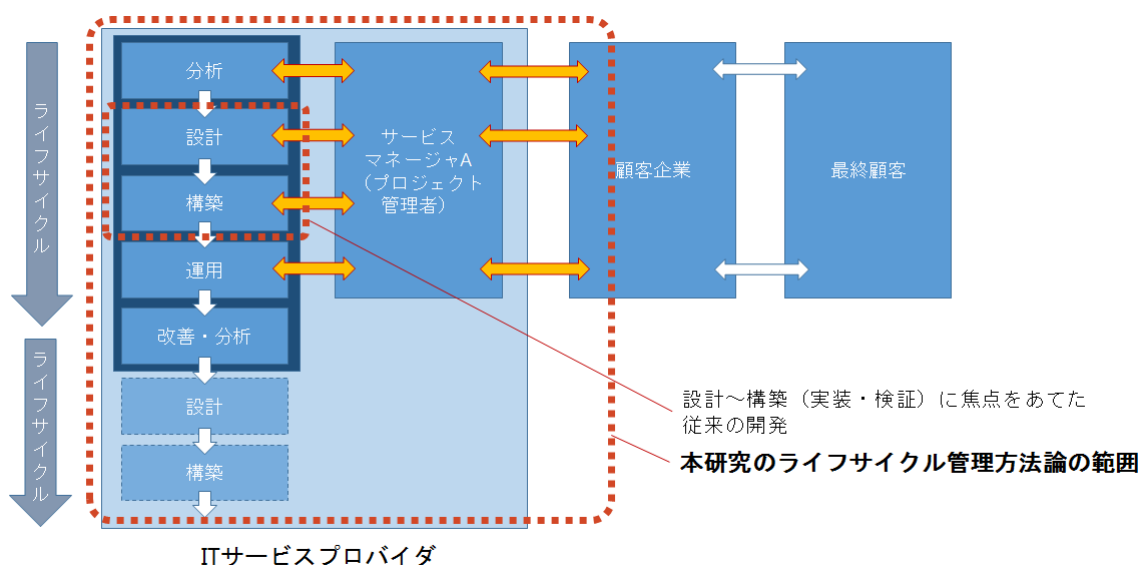 ライフサイクル
ライフサイクル
分析
設計
構築
運用
改善・分析
設計
構築
サービス
マネージャA
(プロジェクト
管理者)
顧客企業
最終顧客
設計～構築（実装・検証）に焦点をあてた
従来の開発
本研究のライフサイクル管理方法論の範囲
ITサービスプロバイダ